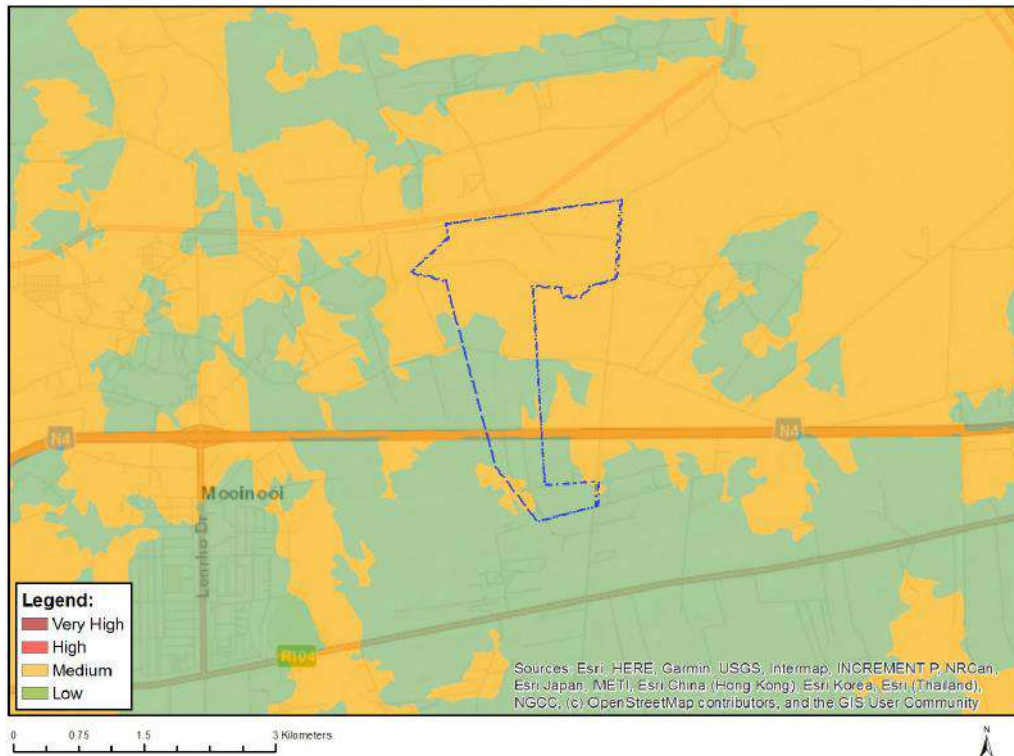 N4
N4
Mooinooi
Lonrho Dr
R104
Legend:
Very High
High
Medium
Low
Sources: Esri, HERE, Garmin, USGS, Intermap, INCREMENT P, NRCan,
Esri Japan, METI, Esri China (Hong Kong), Esri Korea, Esri (Thailand),
NGCC, (c) OpenStreetMap contributors, and the GIS User Community
0 0.75 1.5 3 Kilometers
N